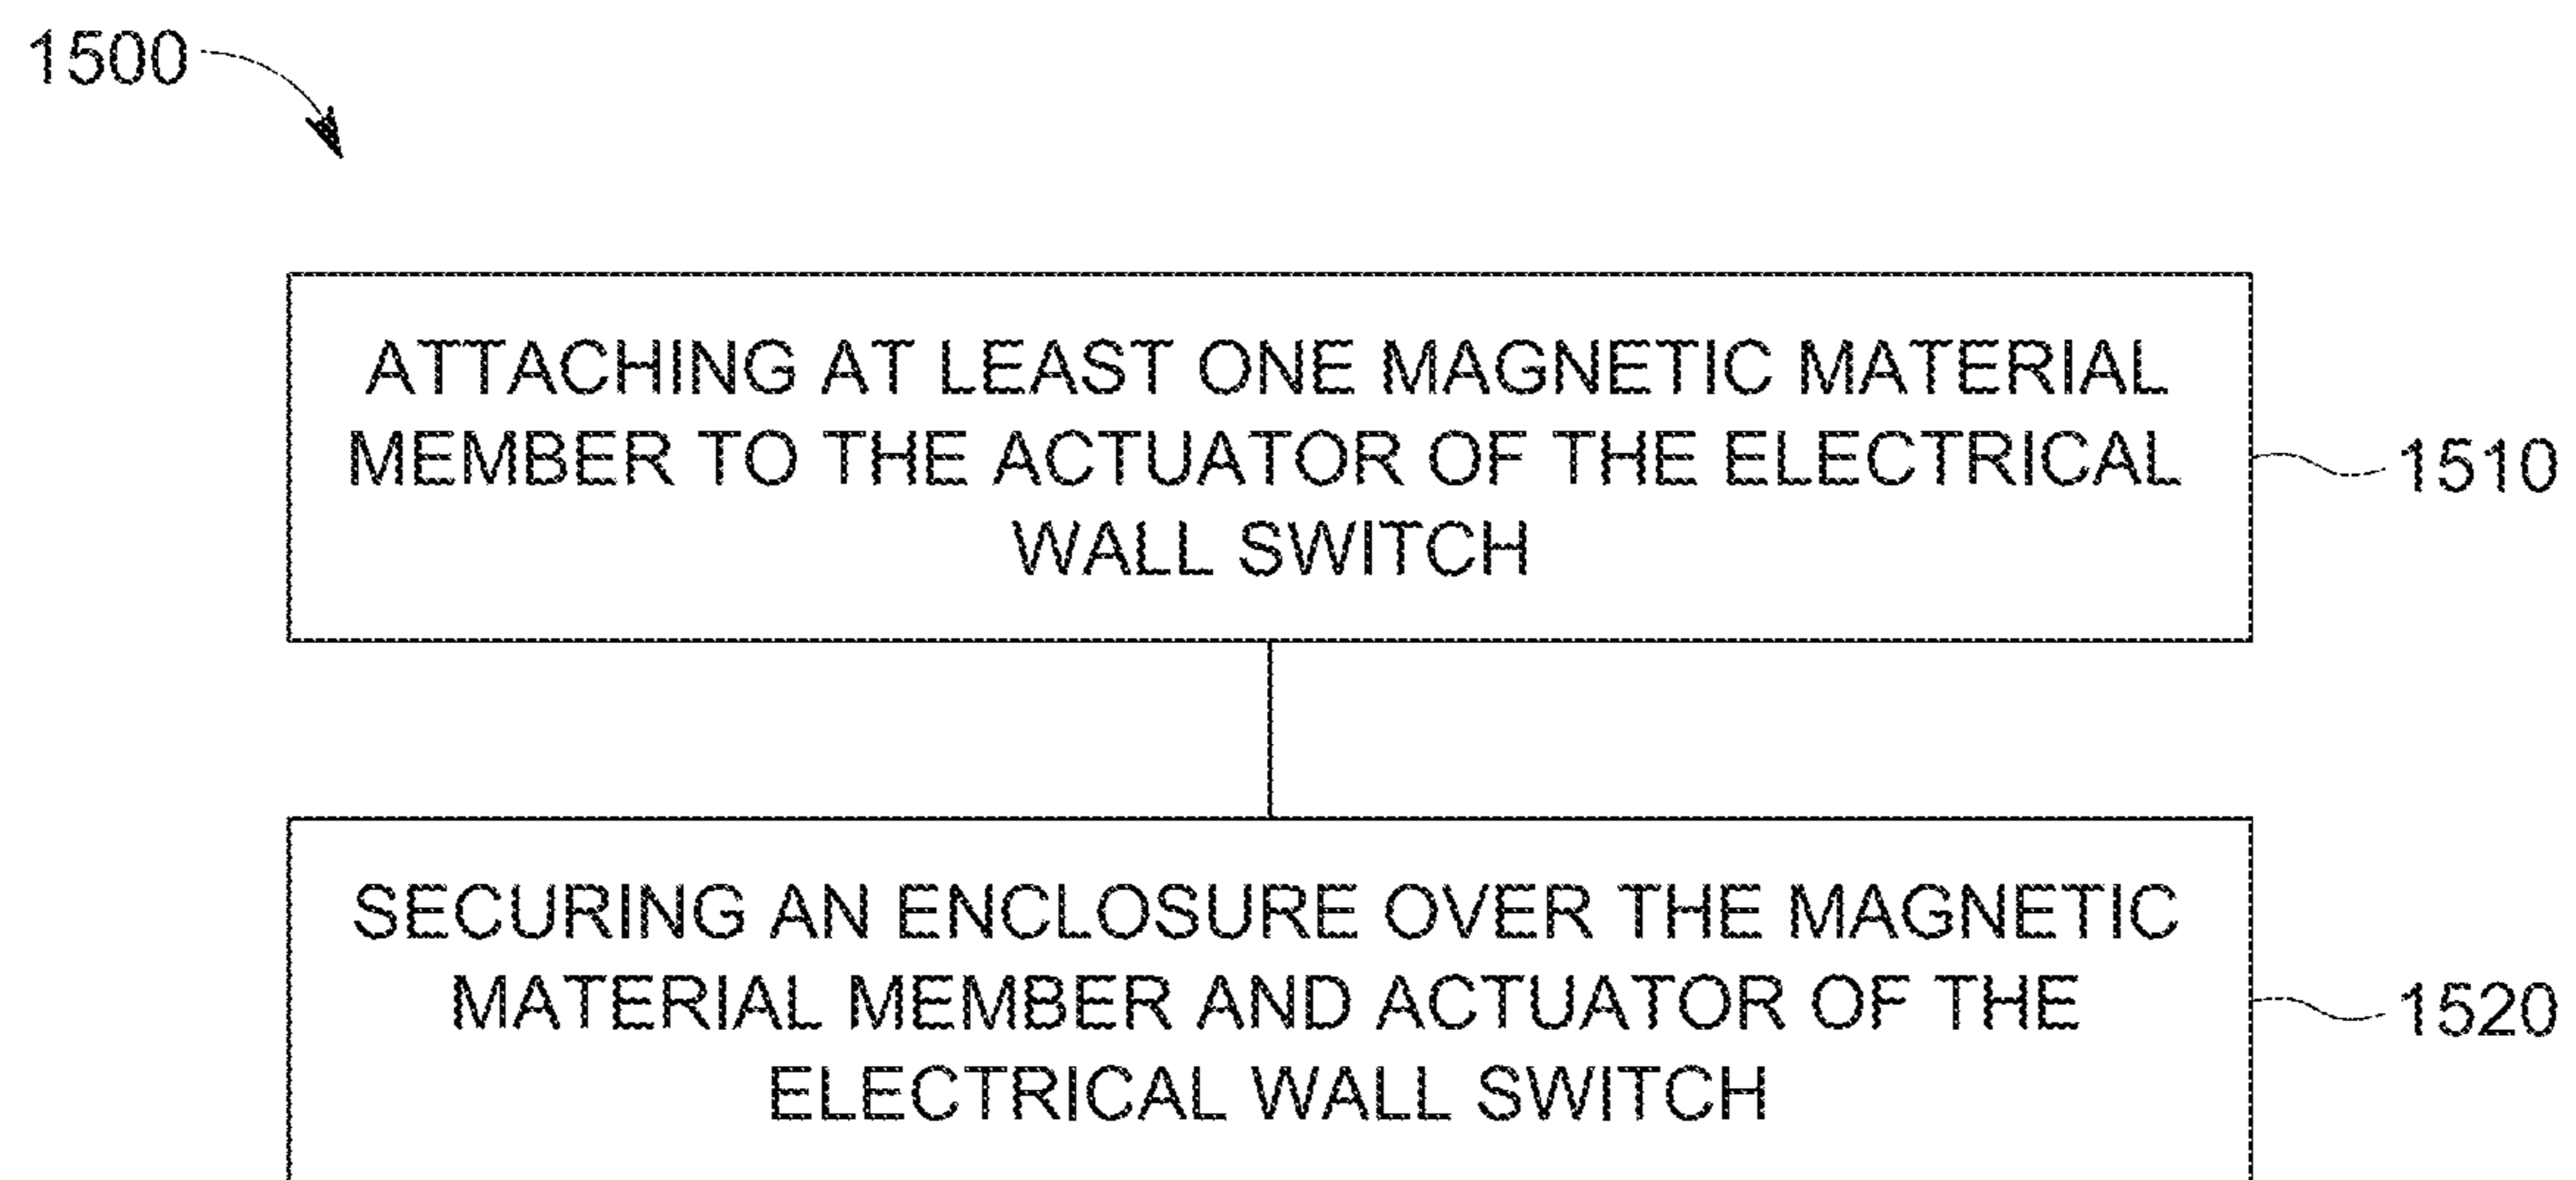 1500
ATTACHING AT LEAST ONE MAGNETIC MATERIAL
MEMBER TO THE ACTUATOR OF THE ELECTRICAL
WALL SWITCH
1510
SECURING AN ENCLOSURE OVER THE MAGNETIC
MATERIAL MEMBER AND ACTUATOR OF THE
ELECTRICAL WALL SWITCH
1520